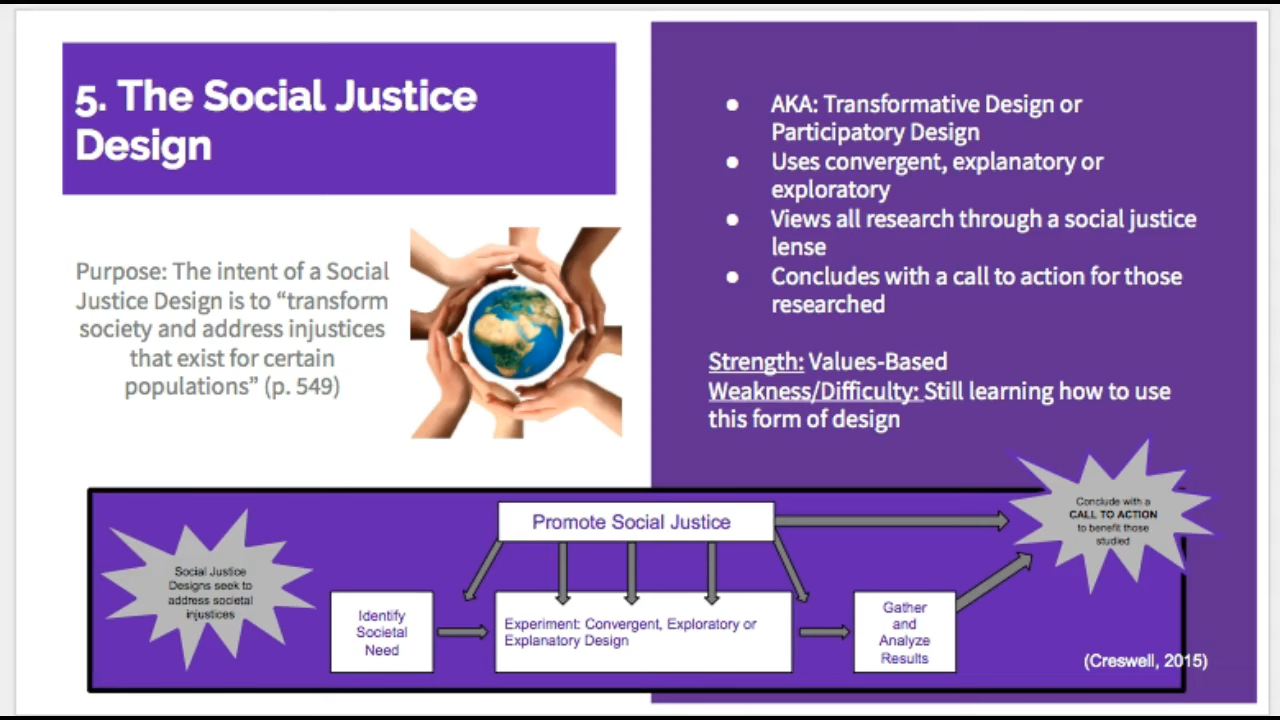 5. The Social Justice
Design
Purpose: The intent of a Social
Justice Design is to “transform
society and address injustices
that exist for certain
populations” (p. 549)
● AKA: Transformative Design or
Participatory Design
● Uses convergent, explanatory or
exploratory
● Views all research through a social justice
lense
● Concludes with a call to action for those
researched
Strength: Values-Based
Weakness/Difficulty: Still learning how to use
this form of design
Social Justice
Designs seek to
address societal
injustices
Promote Social Justice
Identify
Societal
Need
Experiment: Convergent, Exploratory or
Explanatory Design
Gather
and
Analyze
Results
Conclude with a
CALL TO ACTION
to benefit those
studied
(Creswell, 2015)